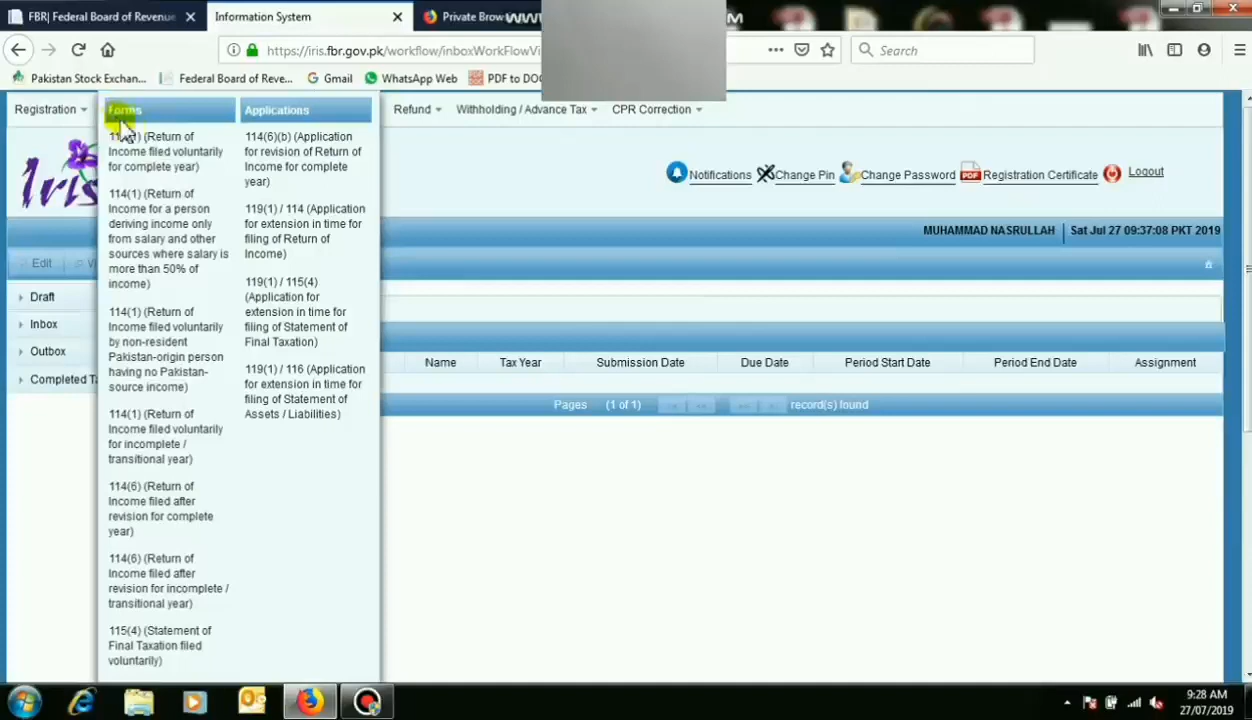 FBR| Federal Board of Revenue
Information System
Private Brow
WWW
M
https://iris.fbr.gov.pk/workflow/inboxWorkFlowVi
Search
Pakistan Stock Exchan...
Federal Board of Reve...
Gmail
WhatsApp Web
PDF to DOC
Registration
Forms
Applications
Refund
Withholding / Advance Tax
CPR Correction
114(1) (Return of
Income filed voluntarily
for complete year)
114(1) (Return of
Income for a person
deriving income only
from salary and other
sources where salary is
more than 50% of
income)
114(1) (Return of
Income filed voluntarily
by non-resident
Pakistan-origin person
having no Pakistan-
source income)
114(1) (Return of
Income filed voluntarily
for incomplete /
transitional year)
114(6) (Return of
Income filed after
revision for complete
year)
114(6) (Return of
Income filed after
revision for incomplete /
transitional year)
115(4) (Statement of
Final Taxation filed
voluntarily)
114(6)(b) (Application
for revision of Return of
Income for complete
year)
119(1) / 114 (Application
for extension in time for
filing of Return of
Income)
119(1) / 115(4)
(Application for
extension in time for
filing of Statement of
Final Taxation)
119(1) / 116 (Application
for extension in time for
filing of Statement of
Assets / Liabilities)
Iris
Notifications
Change Pin
Change Password
Registration Certificate
Logout
MUHAMMAD NASRULLAH
Sat Jul 27 09:37:08 PKT 2019
Edit
Draft
Inbox
Outbox
Completed Ta
Name
Tax Year
Submission Date
Due Date
Period Start Date
Period End Date
Assignment
Pages
(1 of 1)
record(s) found
9:28 AM
27/07/2019